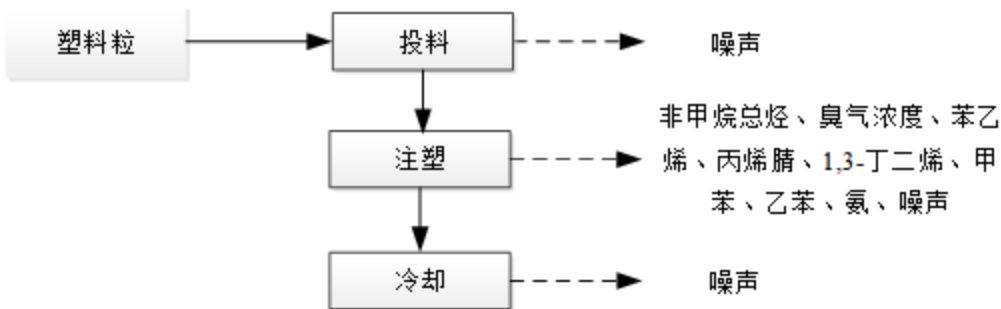 塑料粒
投料
噪声
注塑
非甲烷总烃、臭气浓度、苯乙
烯、丙烯腈、1,3-丁二烯、甲
苯、乙苯、氨、噪声
冷却
噪声